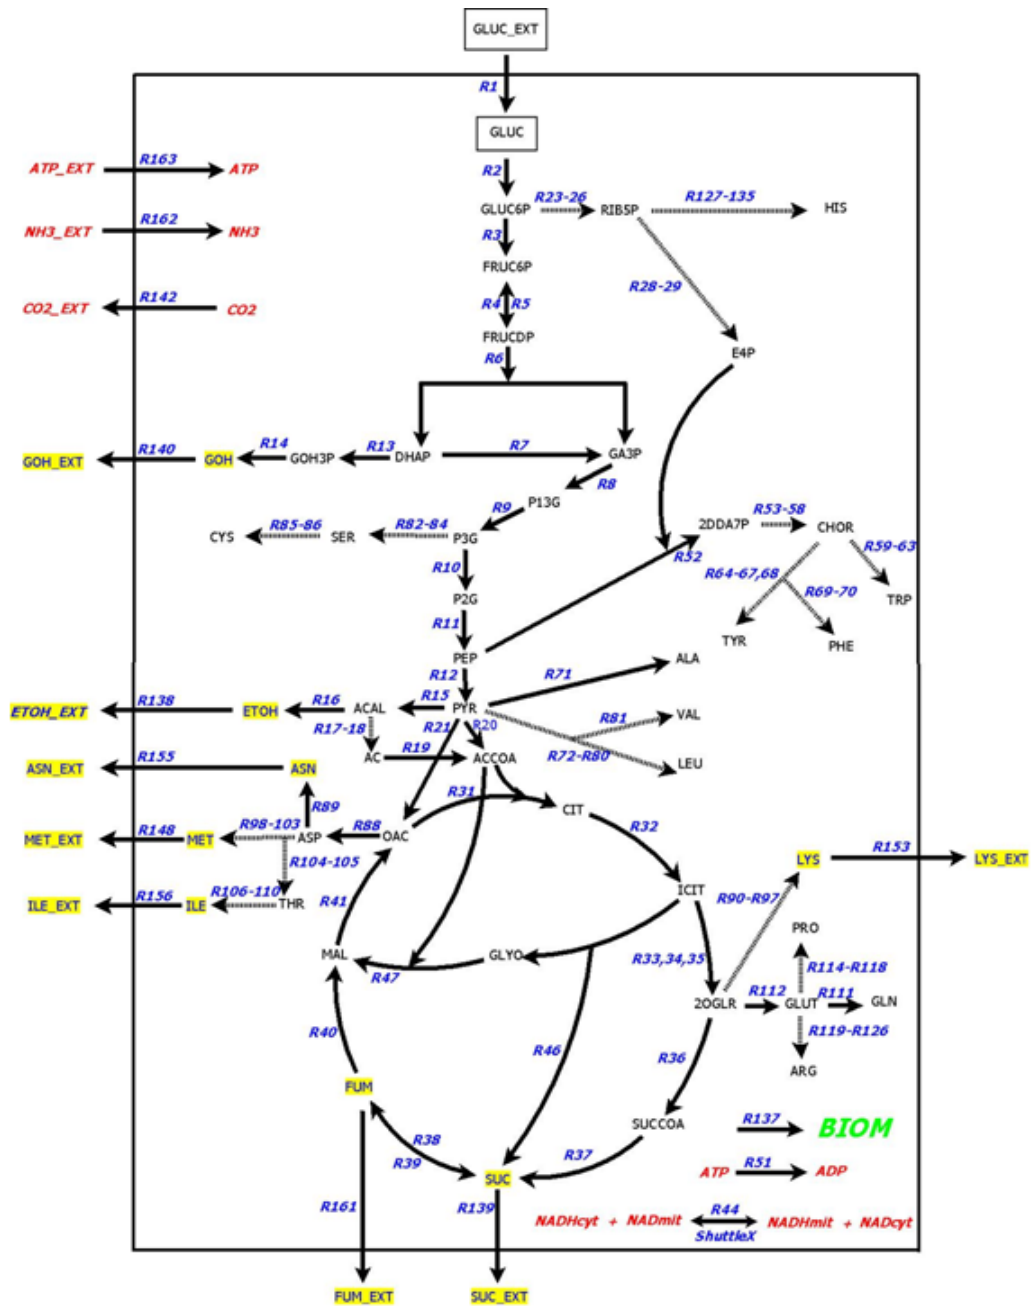 GLUC_EXT
R1
GLUC
R163
ATP_EXT
ATP
R2
R23-26
R127-135
GLUC6P
RIB5P
HIS
R162
NH3_EXT
NH3
R3
FRUC6P
R28-29
R142
CO2_EXT
CO2
R4
R5
FRUCDP
E4P
R6
R140
R14
R13
R7
GOH_EXT
GOH
GOH3P
DHAP
GA3P
R8
P13G
R9
R53-58
R85-86
R82-84
2DDA7P
CHOR
CYS
SER
P3G
R59-63
R52
R10
R64-67,68
R69-70
P2G
TRP
R11
TYR
PHE
PEP
ALA
R12
R71
R138
R16
R15
ETOH_EXT
ETOH
ACAL
PYR
R81
VAL
R17-18
R21
R20
R155
R19
R72-R80
AC
ACCOA
LEU
ASN_EXT
ASN
R31
R89
CIT
R148
R98-103
R88
R32
MET_EXT
MET
ASP
OAC
R153
R104-105
LYS
LYS_EXT
R156
R106-110
R41
ICIT
R90-R97
ILE_EXT
ILE
THR
PRO
MAL
GLYO
R33,34,35
R47
R114-R118
R112
R111
2OGLR
GLUT
GLN
R40
R46
R36
R119-R126
ARG
FUM
SUCCOA
R137
BIOM
R38
R39
R37
R51
SUC
ATP
ADP
R161
R139
R44
NADHcyt + NADmit
NADHmit + NADcyt
ShuttleX
FUM_EXT
SUC_EXT